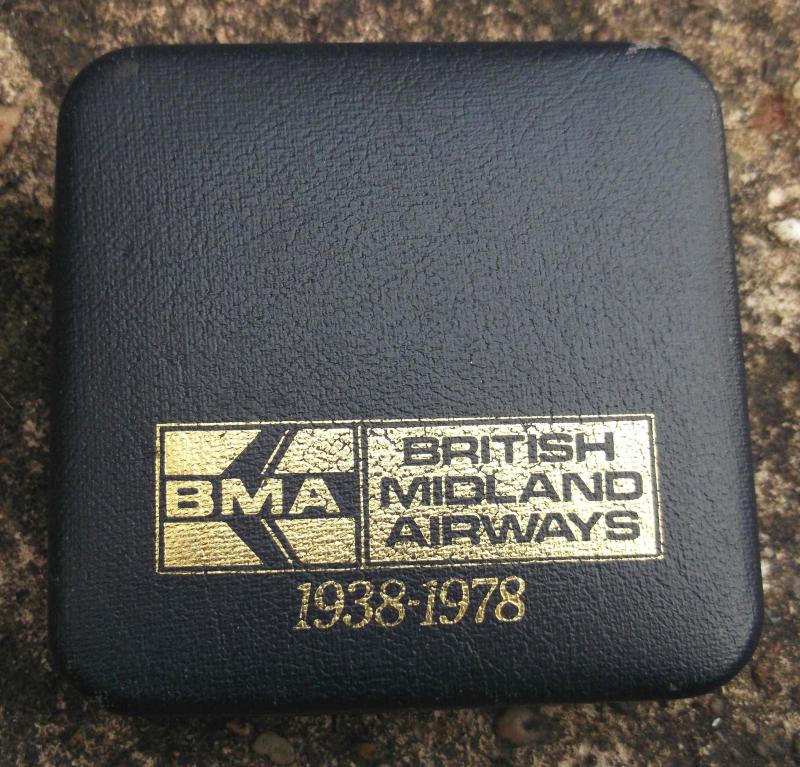 BMA
BRITISH
MIDLAND
AIRWAYS
1938-1978